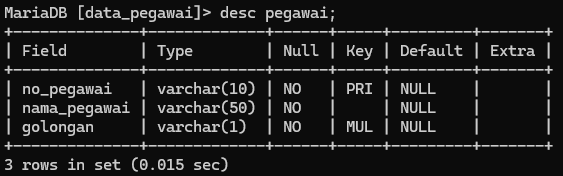 MariaDB [data_pegawai]> desc pegawai;
+--------------+-------------+------+-----+---------+-------+
| Field        | Type        | Null | Key | Default | Extra |
+--------------+-------------+------+-----+---------+-------+
| no_pegawai   | varchar(10) | NO   | PRI | NULL    |       |
| nama_pegawai | varchar(50) | NO   |     | NULL    |       |
| golongan     | varchar(1)  | NO   | MUL | NULL    |       |
+--------------+-------------+------+-----+---------+-------+
3 rows in set (0.015 sec)